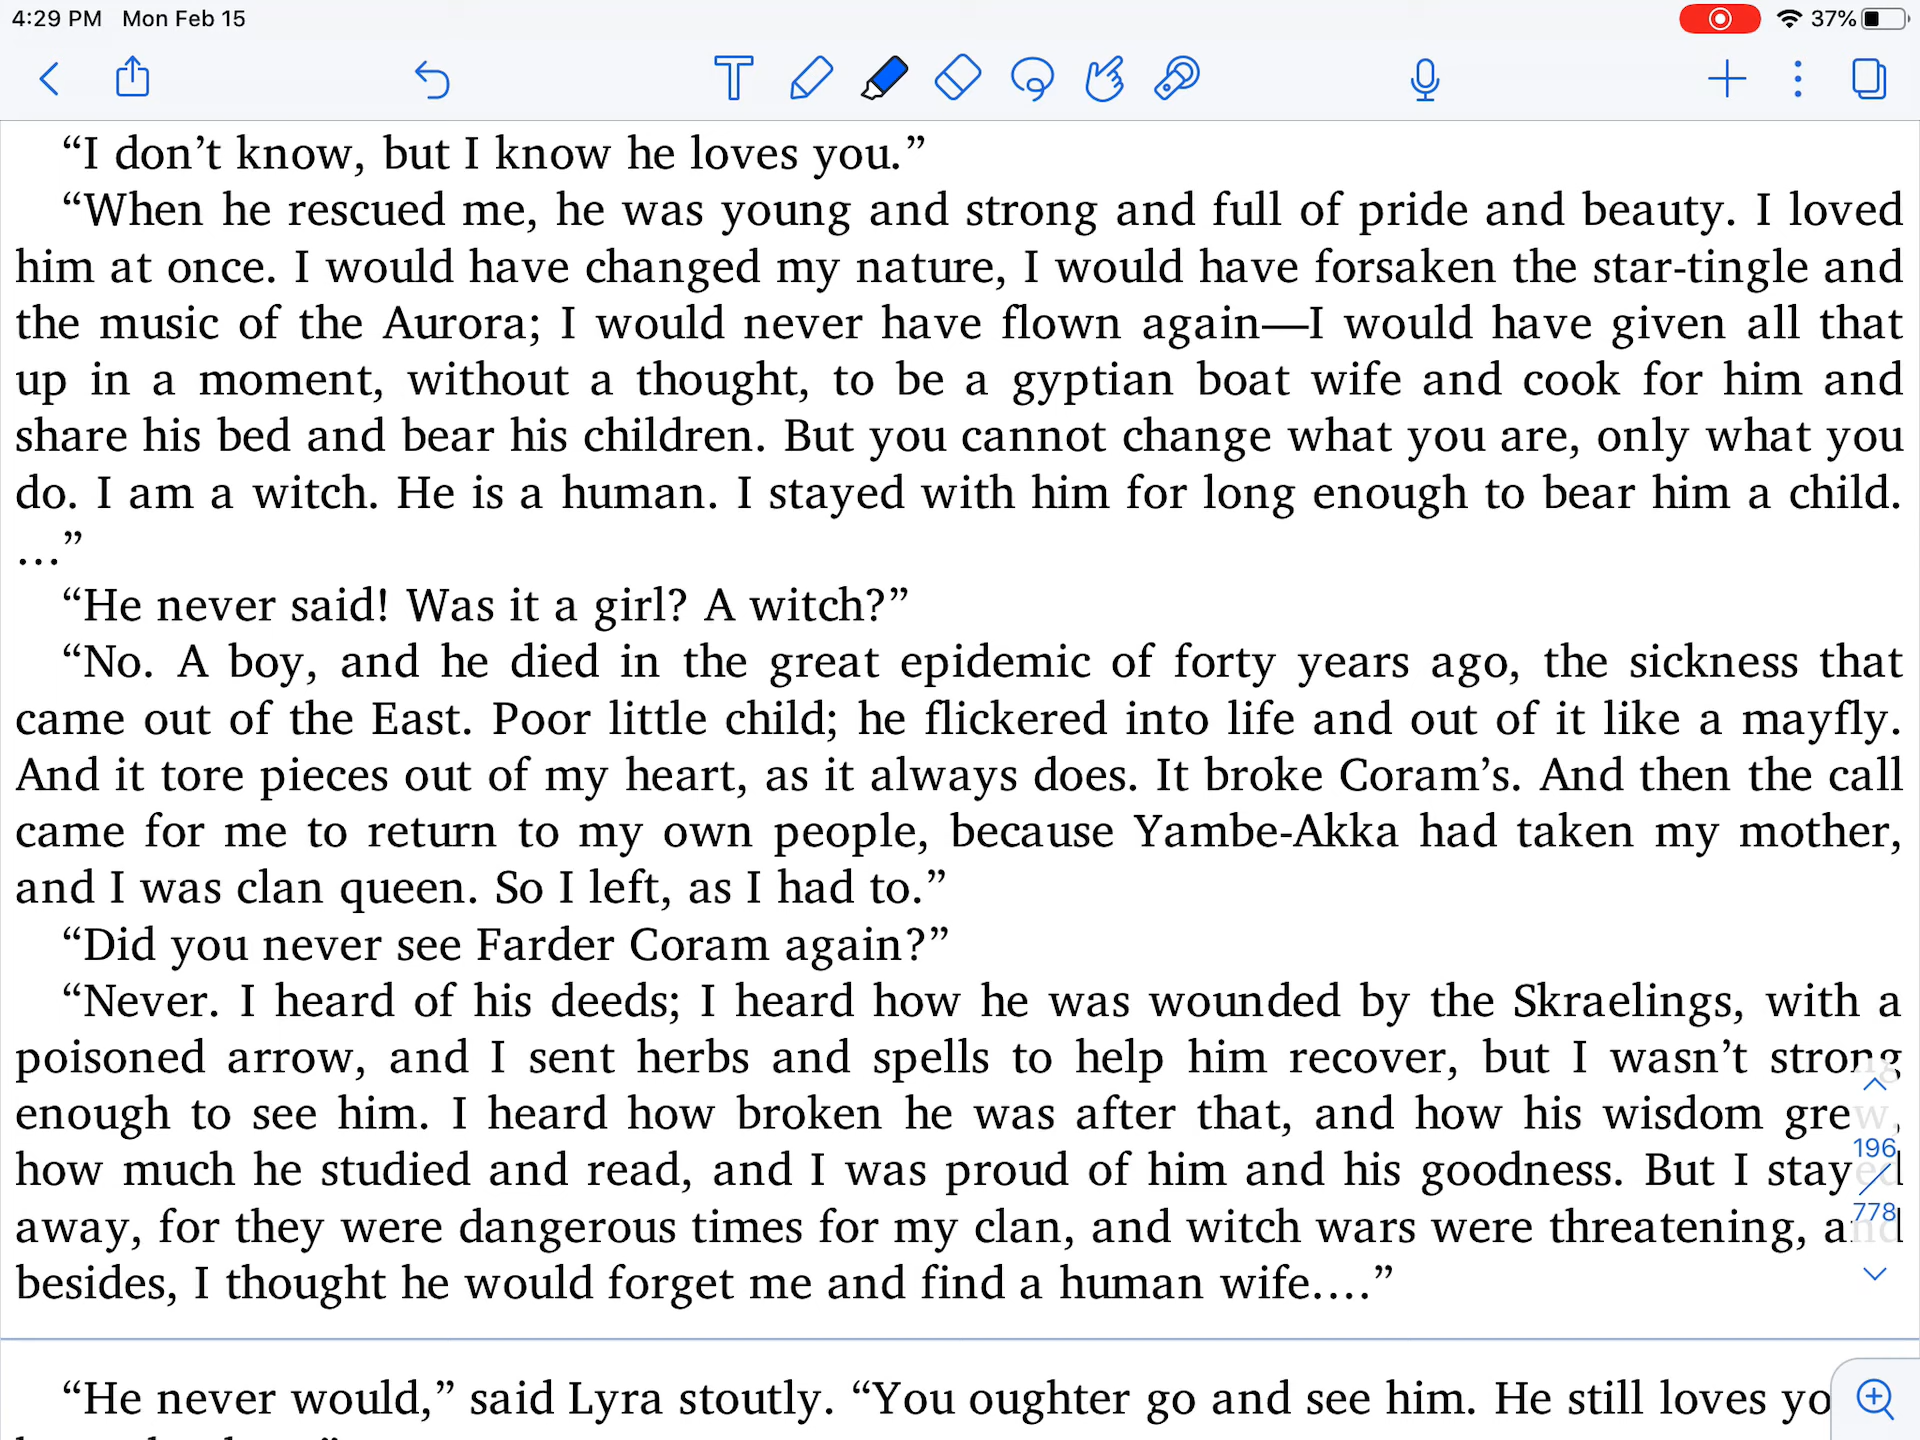 4:29 PM Mon Feb 15 37%
“I don’t know, but I know he loves you.”
“When he rescued me, he was young and strong and full of pride and beauty. I loved
him at once. I would have changed my nature, I would have forsaken the star-tingle and
the music of the Aurora; I would never have flown again—I would have given all that
up in a moment, without a thought, to be a gyptian boat wife and cook for him and
share his bed and bear his children. But you cannot change what you are, only what you
do. I am a witch. He is a human. I stayed with him for long enough to bear him a child.
…”
“He never said! Was it a girl? A witch?”
“No. A boy, and he died in the great epidemic of forty years ago, the sickness that
came out of the East. Poor little child; he flickered into life and out of it like a mayfly.
And it tore pieces out of my heart, as it always does. It broke Coram’s. And then the call
came for me to return to my own people, because Yambe-Akka had taken my mother,
and I was clan queen. So I left, as I had to.”
“Did you never see Farder Coram again?”
“Never. I heard of his deeds; I heard how he was wounded by the Skraelings, with a
poisoned arrow, and I sent herbs and spells to help him recover, but I wasn’t strong
enough to see him. I heard how broken he was after that, and how his wisdom grew,
how much he studied and read, and I was proud of him and his goodness. But I stayed
away, for they were dangerous times for my clan, and witch wars were threatening, and
besides, I thought he would forget me and find a human wife.…”
196
778
“He never would,” said Lyra stoutly. “You oughter go and see him. He still loves yo